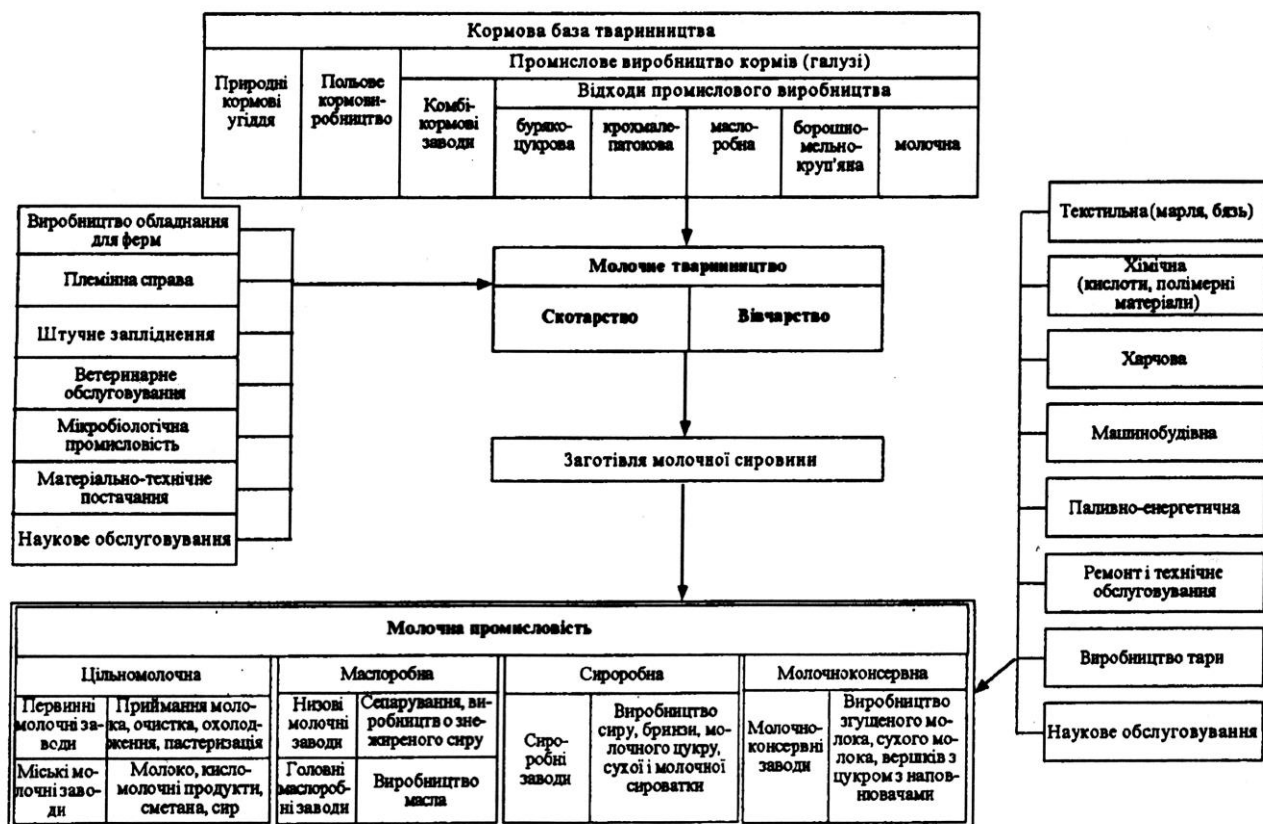 Кормова база тваринництва
Природні
кормові
угіддя
Польове
кормови-
робництво
Промислове виробництво кормів (галузі)
Комбі-
кормові
заводи
Відходи промислового виробництва
буряко-
цукрова
крохмале-
патокова
масло-
робна
борошно-
мельно-
круп'яна
молочна
Виробництво обладнання
для ферм
Племінна справа
Штучне запліднення
Ветеринарне
обслуговування
Мікробіологічна
промисловість
Матеріально-технічне
постачання
Наукове обслуговування
Молочне тваринництво
Скотарство
Вівчарство
Заготівля молочної сировини
Текстильна (марля, бязь)
Хімічна
(кислоти, полімерні
матеріали)
Харчова
Машинобудівна
Паливно-енергетична
Ремонт і технічне
обслуговування
Виробництво тари
Наукове обслуговування
Молочна промисловість
Цільномолочна
Первинні
молочні за-
води
Приймання моло-
ка, очистка, охолод-
ження, пастеризація
Міські мо-
лочні заво-
ди
Молоко, кисло-
молочні продукти,
сметана, сир
Маслоробна
Низові
молочні
заводи
Сепарування, ви-
робництво зне-
жиреного сиру
Головні
маслороб-
ні заводи
Виробництво
масла
Сироробна
Сиро-
робні
заводи
Виробництво
сиру, бринзи, мо-
лочного цукру,
сухої і молочної
сироватки
Молочноконсервна
Молочно-
консервні
заводи
Виробництво
згущеного мо-
лока, сухого мо-
лока, вершків з
цукром з напов-
нювачами